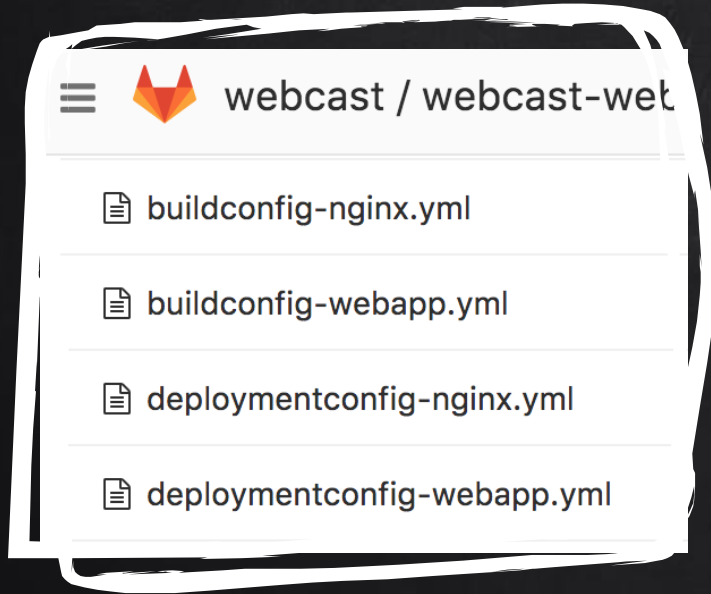 webcast / webcast-web
buildconfig-nginx.yml
buildconfig-webapp.yml
deploymentconfig-nginx.yml
deploymentconfig-webapp.yml